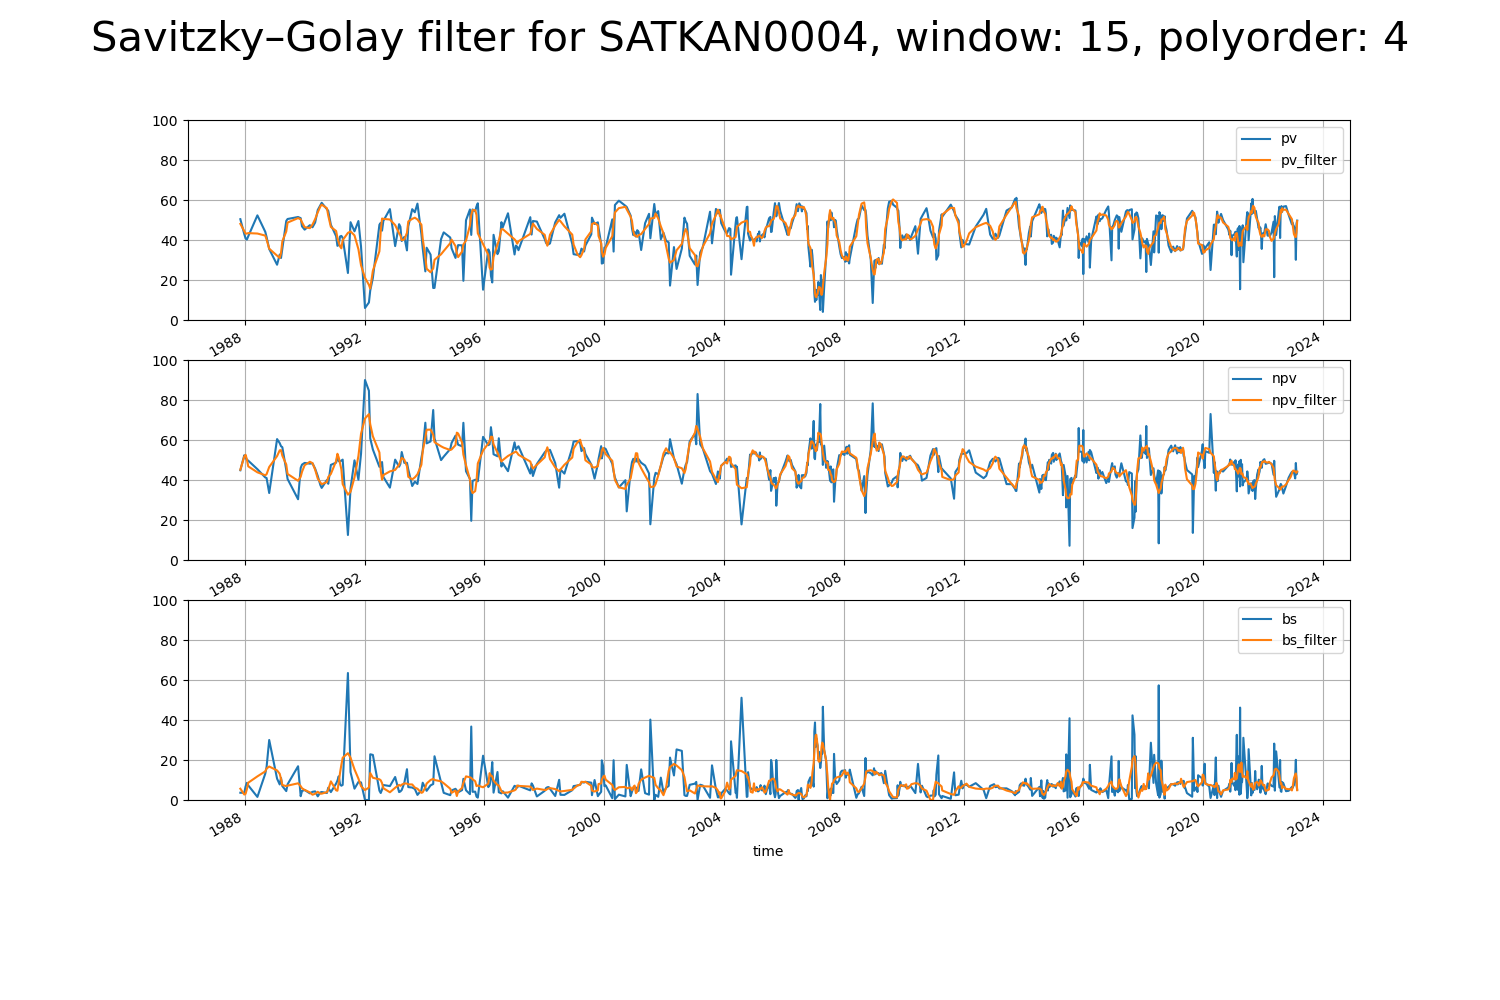 Savitzky–Golay filter for SATKAN0004, window: 15, polyorder: 4
100
80
60
40
20
0
pv
pv_filter
1988 1992 1996 2000 2004 2008 2012 2016 2020 2024
100
80
60
40
20
0
npv
npv_filter
1988 1992 1996 2000 2004 2008 2012 2016 2020 2024
100
80
60
40
20
0
bs
bs_filter
1988 1992 1996 2000 2004 2008 2012 2016 2020 2024
time